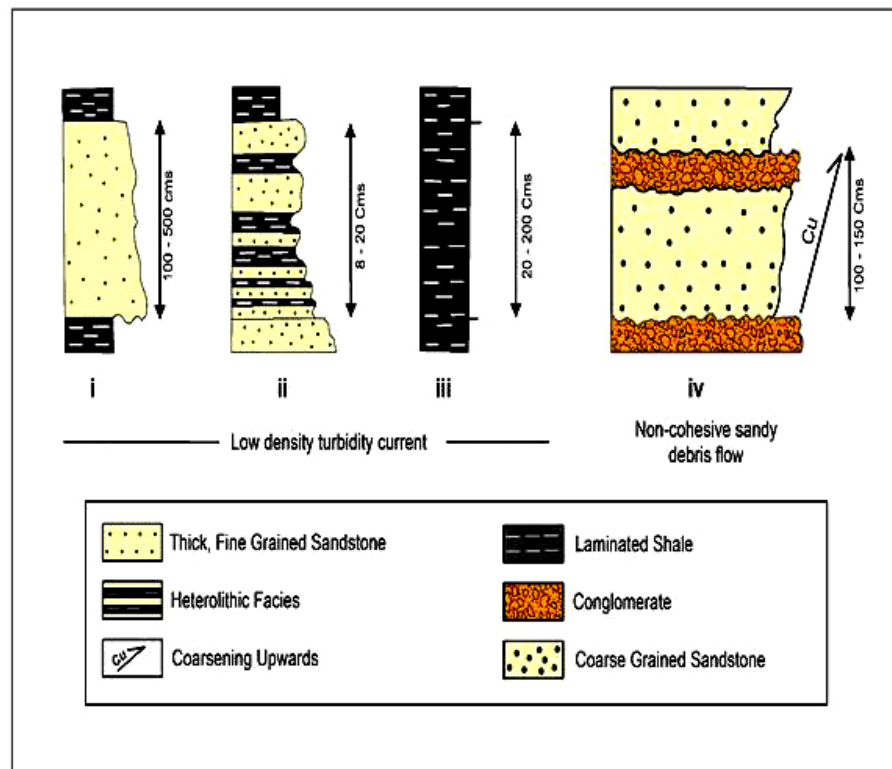 100 - 500 cms
8 - 20 Cms
20 - 200 Cms
Cu
100 - 150 Cms
i
ii
iii
iv
Low density turbidity current
Non-cohesive sandy
debris flow
Thick, Fine Grained Sandstone
Laminated Shale
Heterolithic Facies
Conglomerate
Cu
Coarsening Upwards
Coarse Grained Sandstone